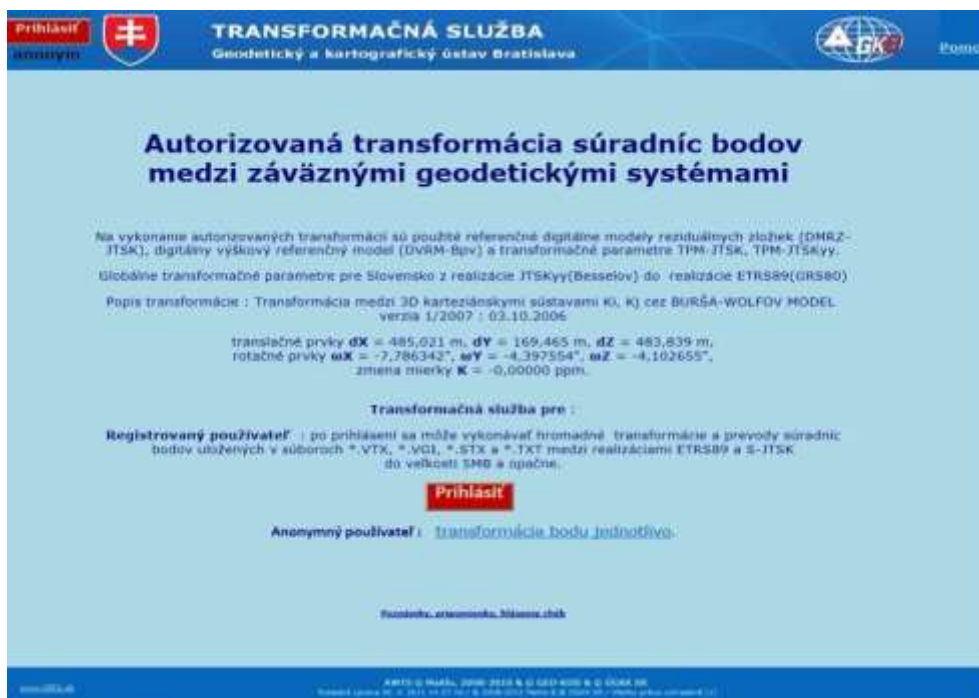 Prihlásiť
anonym
TRANSFORMAČNÁ SLUŽBA
Geodetický a kartografický ústav Bratislava
AGKB
Pomo
Autorizovaná transformácia súradníc bodov
medzi záväznými geodetickými systémami
Na vykonanie autorizovaných transformácií sú použité referenčné digitálne modely reziduálnych zložiek (DMRZ-
JTSK), digitálny výškový referenčný model (DVRM-Bpv) a transformačné parametre TPM-JTSK, TPM-JTSKyy.
Globálne transformačné parametre pre Slovensko z realizácie JTSKyy(Besselov) do realizácie ETRS89(GRS80)
Popis transformácie : Transformácia medzi 3D karteziánskymi sústavami Ki, Kj cez BURŠA-WOLFOV MODEL
verzia 1/2007 : 03.10.2006
translačné prvky dX = 485,021 m, dY = 169,465 m, dZ = 483,839 m,
rotačné prvky ωX = -7,786342", ωY = -4,397554", ωZ = -4,102655",
zmena mierky K = -0,00000 ppm.
Transformačná služba pre :
Registrovaný používateľ : po prihlásení sa môže vykonávať hromadné transformácie a prevody súradníc
bodov uložených v súboroch *.VTX, *.VGI, *.STX a *.TXT medzi realizáciami ETRS89 a S-JTSK
do veľkosti 5MB a opačne.
Prihlásiť
Anonymný používateľ : transformácia bodu jednotlivo.
Poznámky, pripomienky, hlásenia chýb